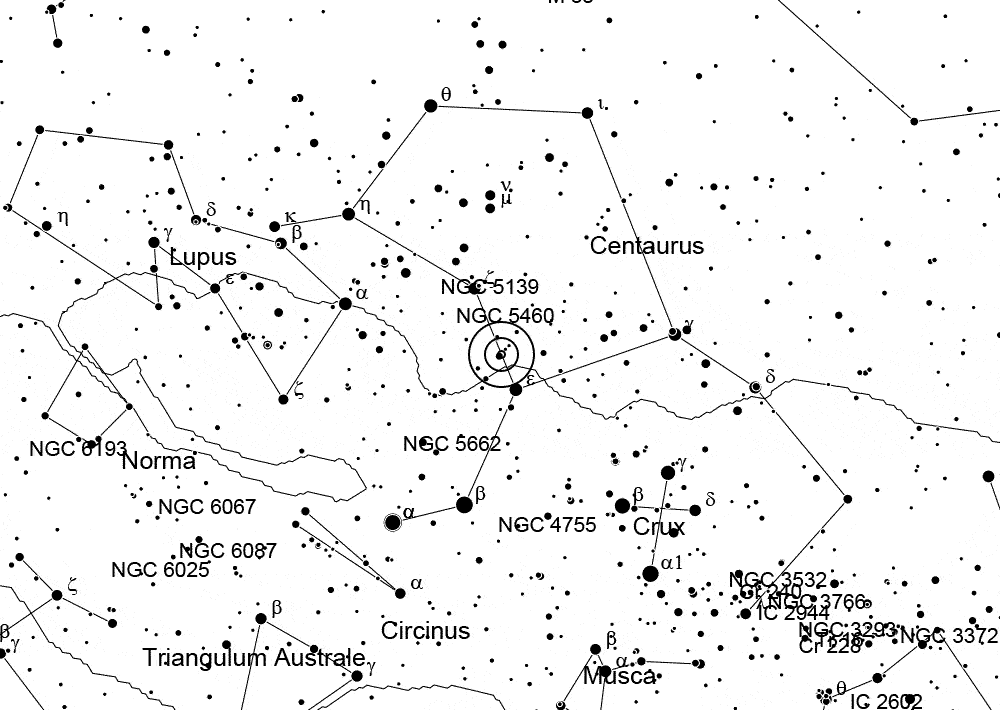 θ
ι
ν
μ
η
δ
κ
η
γ
β
Centaurus
Lupus
ε
ζ
NGC 5139
α
NGC 5460
γ
ε
δ
ζ
NGC 6193
NGC 5662
Norma
γ
β
β
δ
NGC 6067
α
NGC 4755
Crux
NGC 6087
α1
NGC 6025
NGC 3532
ζ
α
Cr 240
NGC 3766
β
IC 2944
β
Circinus
NGC 3293
NGC 3372
γ
β
Cr 228
Triangulum Australe
γ
α
Musca
θ
IC 2602